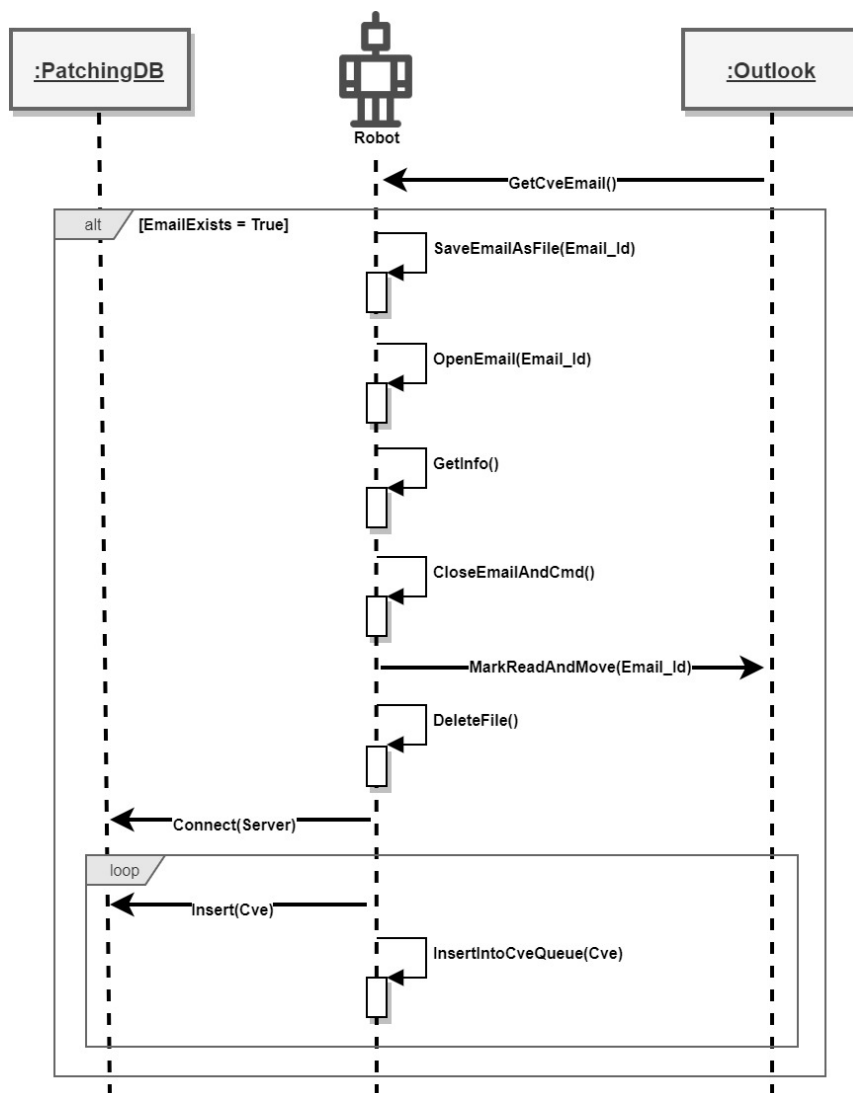 :PatchingDB
:Outlook
Robot
GetCveEmail()
alt
[EmailExists = True]
SaveEmailAsFile(Email_Id)
OpenEmail(Email_Id)
GetInfo()
CloseEmailAndCmd()
MarkReadAndMove(Email_Id)
DeleteFile()
Connect(Server)
loop
Insert(Cve)
InsertIntoCveQueue(Cve)